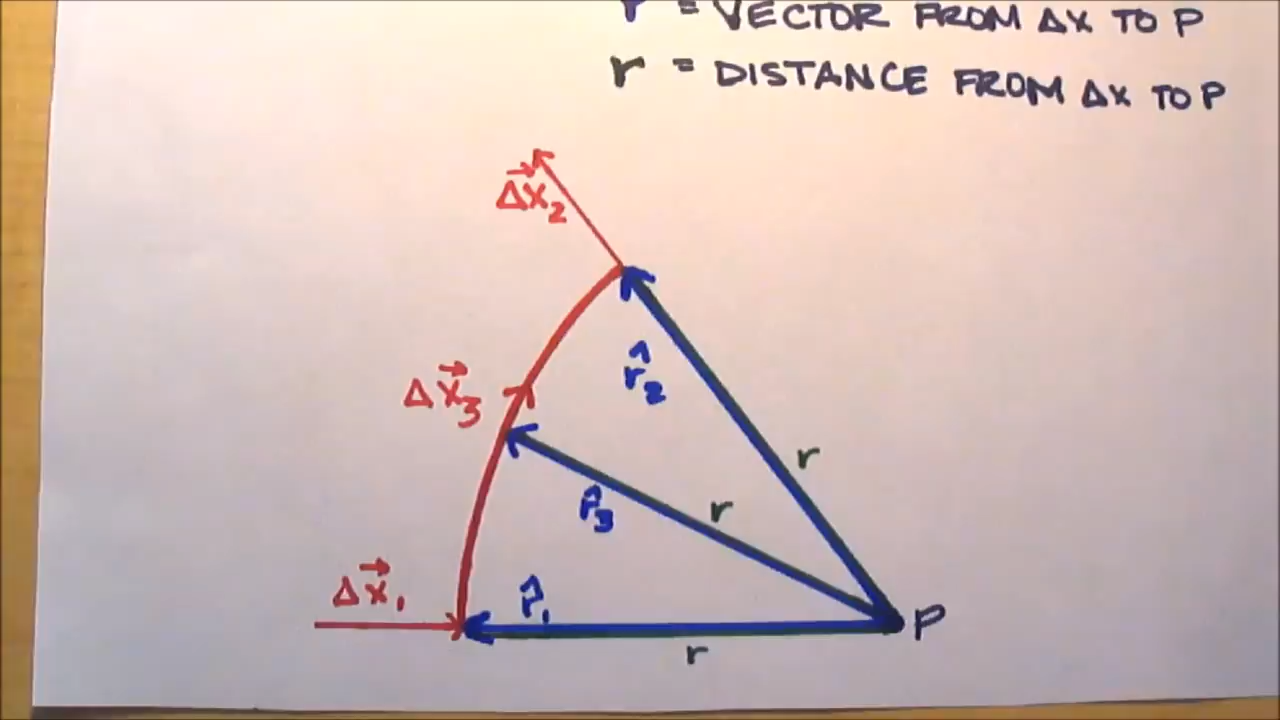 r = VECTOR FROM Δx TO P
r = DISTANCE FROM Δx TO P
Δx⃗₂
Δx⃗₃
r̂₂
r
r̂₃
r
Δx⃗₁
r̂₁
P
r